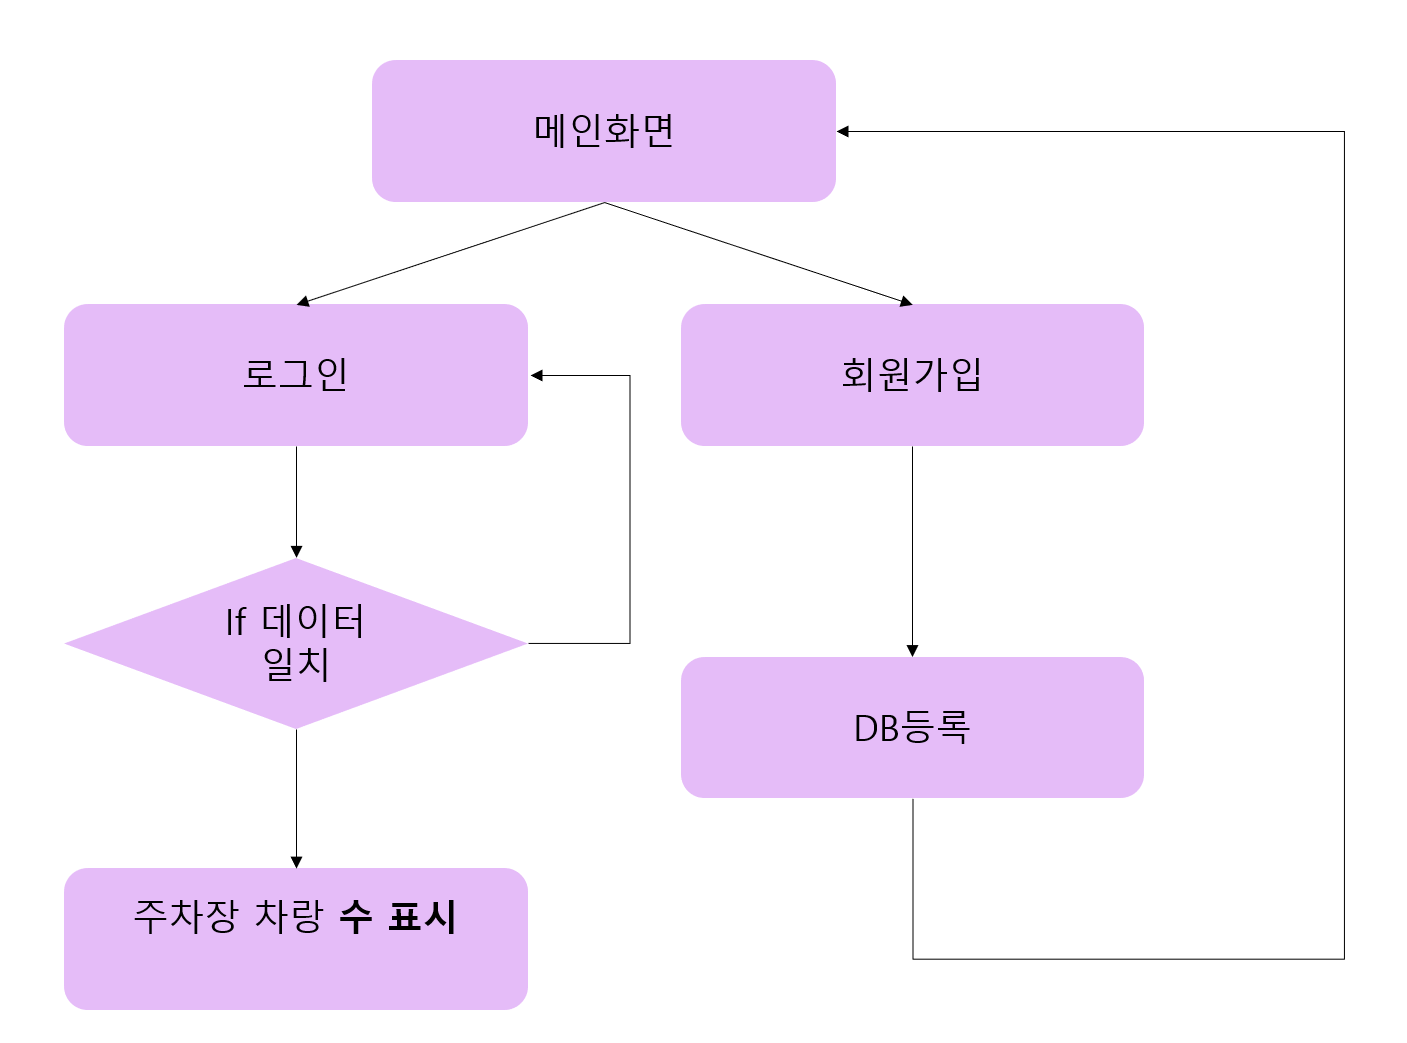 메인화면
로그인
회원가입
If 데이터
일치
DB등록
주차장 차량 수 표시